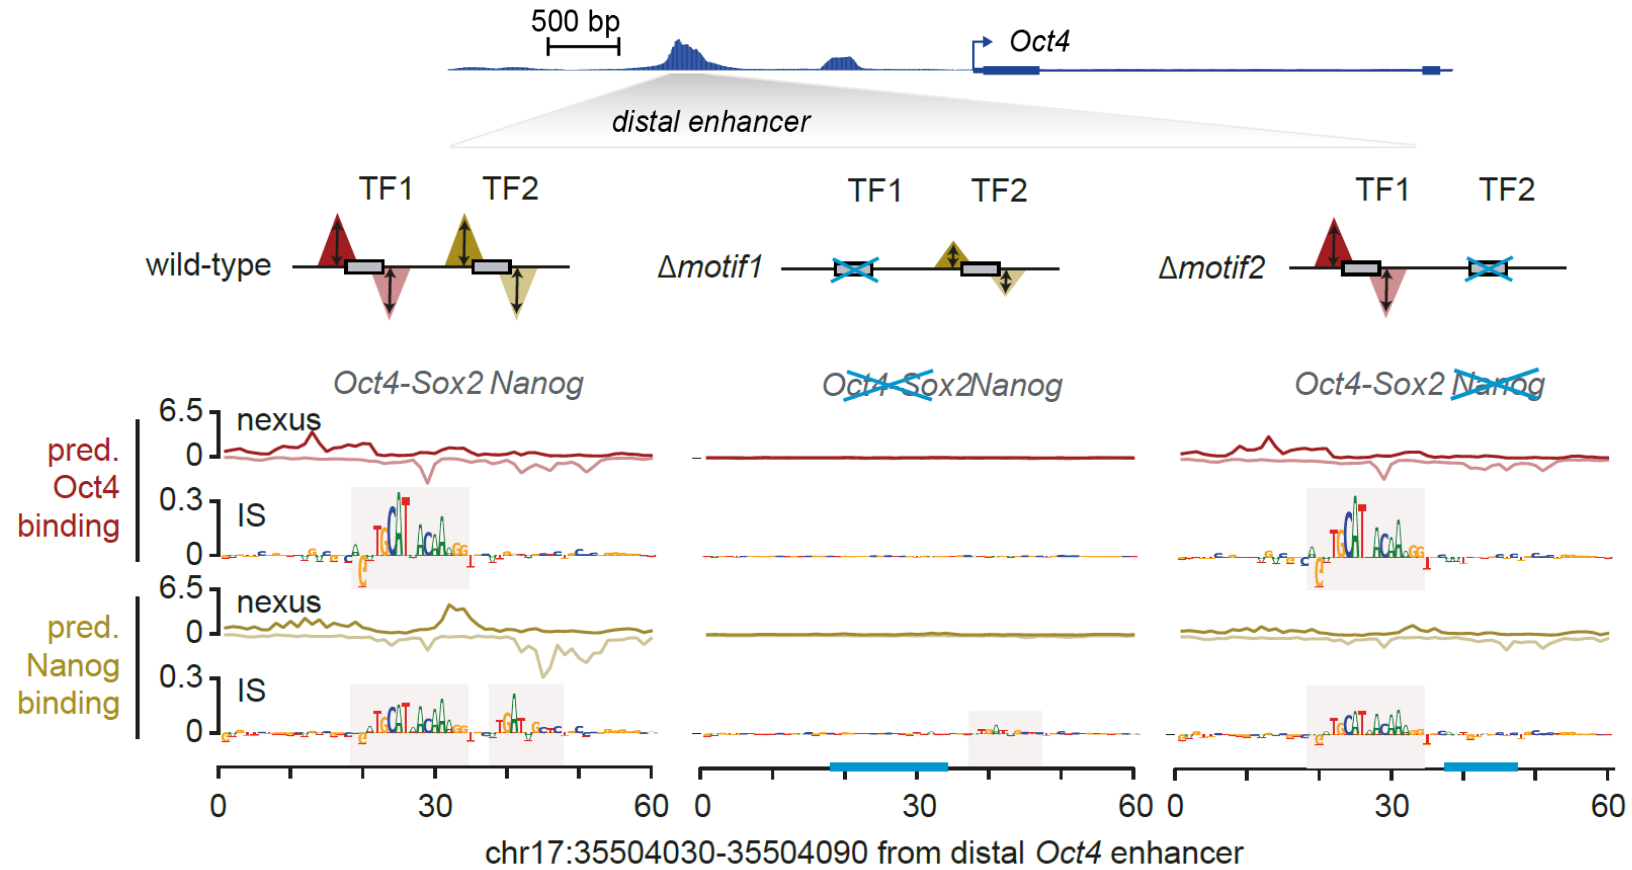 500 bp
Oct4
distal enhancer
TF1 TF2 TF1 TF2 TF1 TF2
wild-type Δmotif1 Δmotif2
Oct4-Sox2 Nanog Oct4-Sox2 Nanog Oct4-Sox2 Nanog
pred.
Oct4
binding
6.5
0
nexus
0.3
0
IS
pred.
Nanog
binding
6.5
0
nexus
0.3
0
IS
0 30 60 0 30 60 0 30 60
chr17:35504030-35504090 from distal Oct4 enhancer